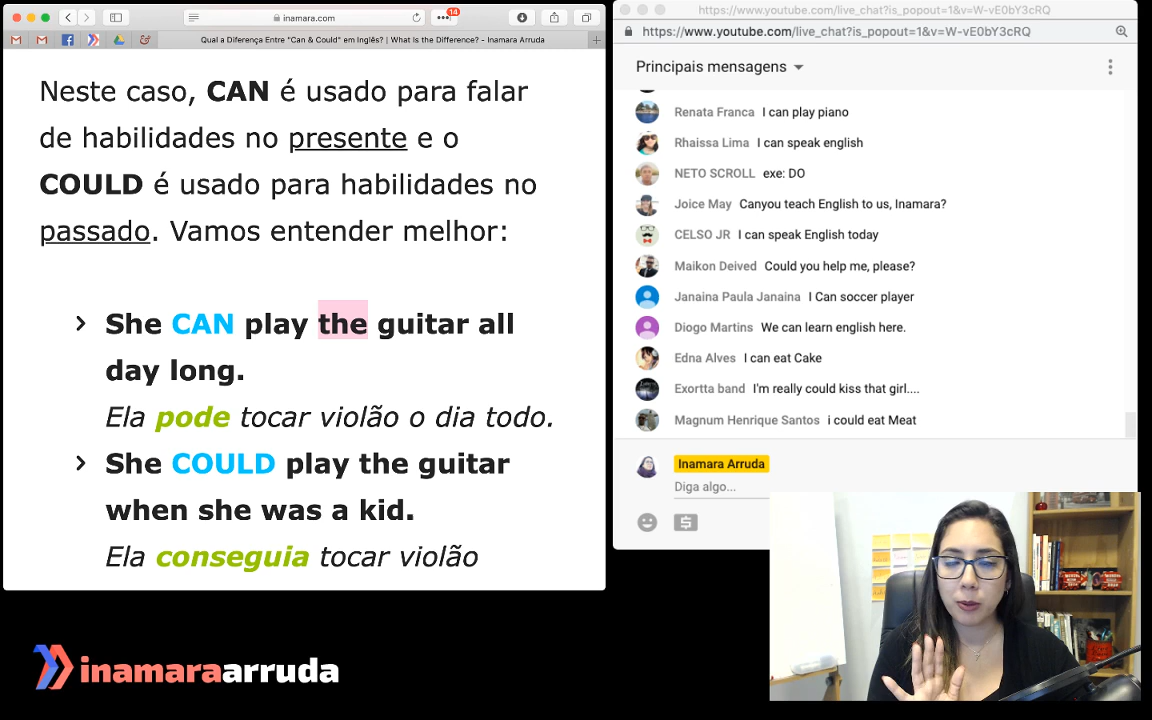 inamara.com
14
Qual a Diferença Entre "Can & Could" em Inglês? | What Is the Difference? - Inamara Arruda
Neste caso, CAN é usado para falar
de habilidades no presente e o
COULD é usado para habilidades no
passado. Vamos entender melhor:
She CAN play the guitar all
day long.
Ela pode tocar violão o dia todo.
She COULD play the guitar
when she was a kid.
Ela conseguia tocar violão
inamaraarruda
https://www.youtube.com/live_chat?is_popout=1&v=W-vE0bY3cRQ
https://www.youtube.com/live_chat?is_popout=1&v=W-vE0bY3cRQ
Principais mensagens
Renata Franca I can play piano
Rhaissa Lima I can speak english
NETO SCROLL exe: DO
Joice May Canyou teach English to us, Inamara?
CELSO JR I can speak English today
Maikon Deived Could you help me, please?
Janaina Paula Janaina I Can soccer player
Diogo Martins We can learn english here.
Edna Alves I can eat Cake
Exortta band I'm really could kiss that girl....
Magnum Henrique Santos i could eat Meat
Inamara Arruda
Diga algo...